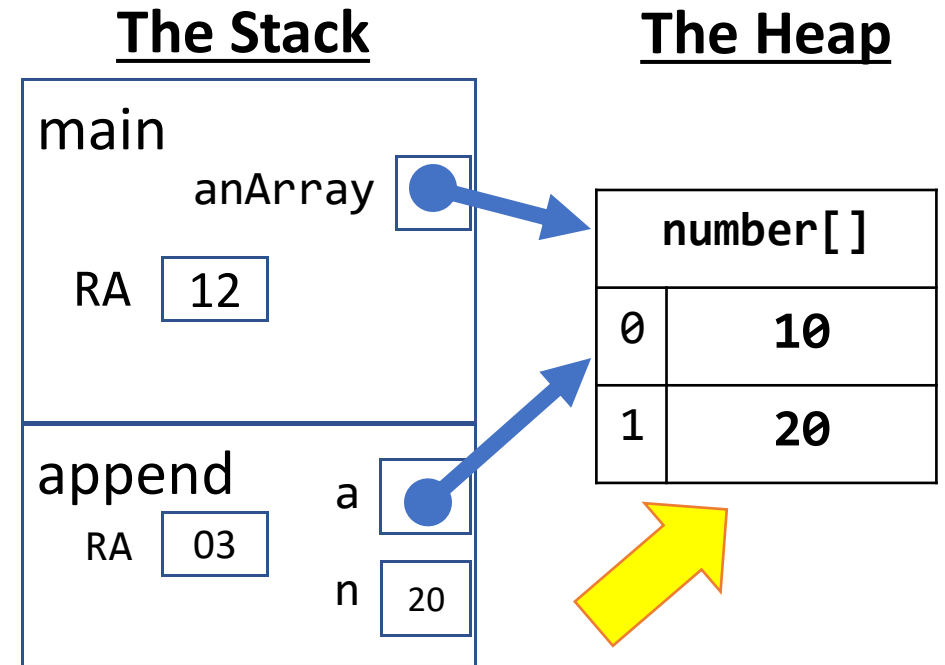 The Stack
The Heap
main
anArray
RA 12
number[]
0 10
1 20
append
a
RA 03
n 20